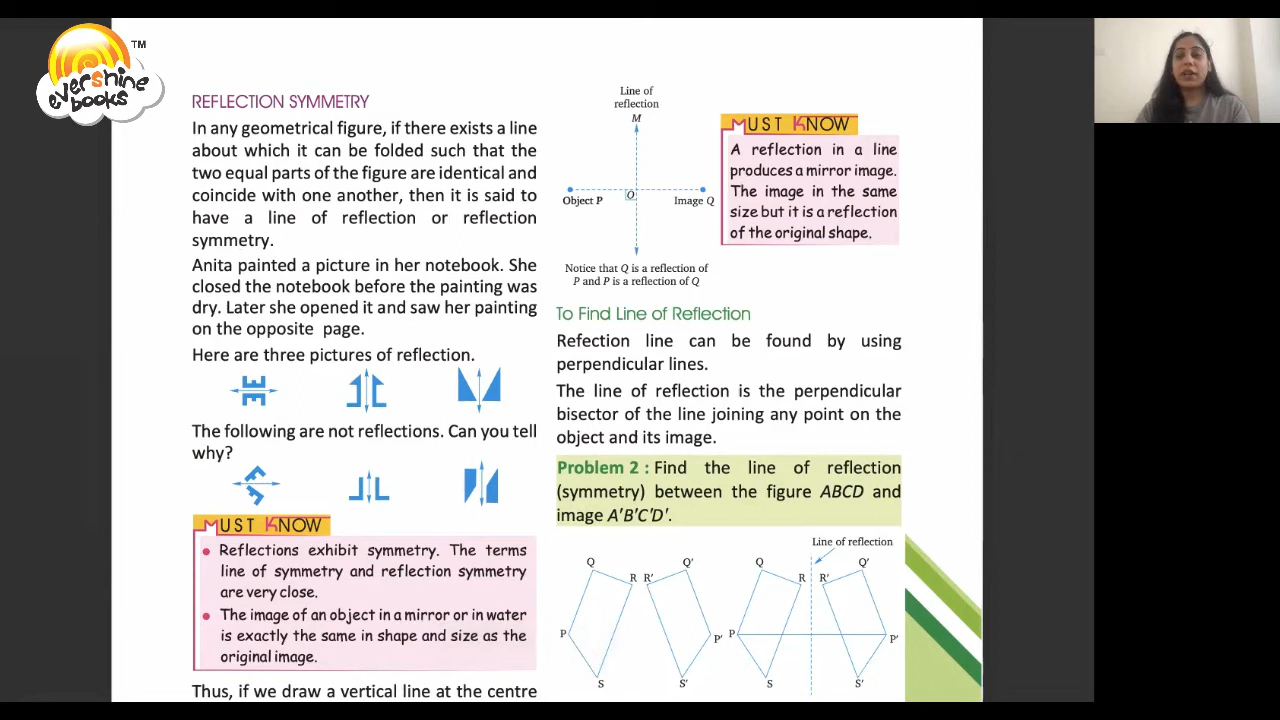 evershine
books
TM
REFLECTION SYMMETRY
In any geometrical figure, if there exists a line
about which it can be folded such that the
two equal parts of the figure are identical and
coincide with one another, then it is said to
have a line of reflection or reflection
symmetry.
Anita painted a picture in her notebook. She
closed the notebook before the painting was
dry. Later she opened it and saw her painting
on the opposite page.
Here are three pictures of reflection.
The following are not reflections. Can you tell
why?
MUST KNOW
Reflections exhibit symmetry. The terms
line of symmetry and reflection symmetry
are very close.
The image of an object in a mirror or in water
is exactly the same in shape and size as the
original image.
Thus, if we draw a vertical line at the centre
Line of
reflection
M
O
Object P
Image Q
Notice that Q is a reflection of
P and P is a reflection of Q
MUST KNOW
A reflection in a line
produces a mirror image.
The image in the same
size but it is a reflection
of the original shape.
To Find Line of Reflection
Refection line can be found by using
perpendicular lines.
The line of reflection is the perpendicular
bisector of the line joining any point on the
object and its image.
Problem 2 : Find the line of reflection
(symmetry) between the figure ABCD and
image A'B'C'D'.
Line of reflection
Q Q' Q Q'
R R' R R'
P P' P P'
S S' S S'